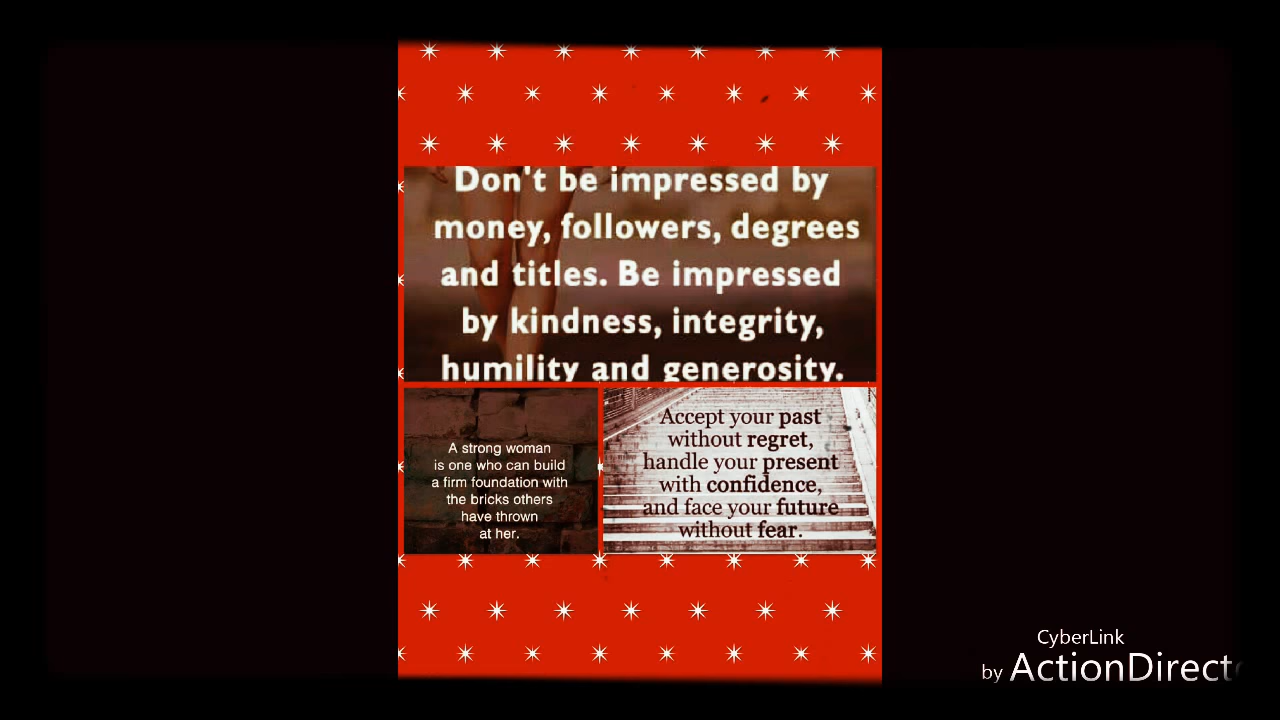 Don't be impressed by
money, followers, degrees
and titles. Be impressed
by kindness, integrity,
humility and generosity.
A strong woman
is one who can build
a firm foundation with
the bricks others
have thrown
at her.
Accept your past
without regret,
handle your present
with confidence,
and face your future
without fear.
CyberLink
by ActionDirect